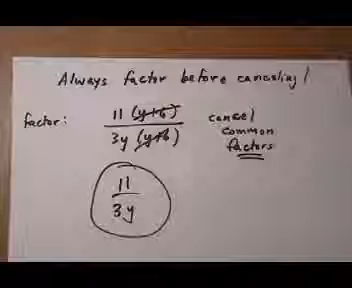 Always factor before canceling!
factor: 11 (y+6) cancel
3y (y+6) common
factors
11
3y